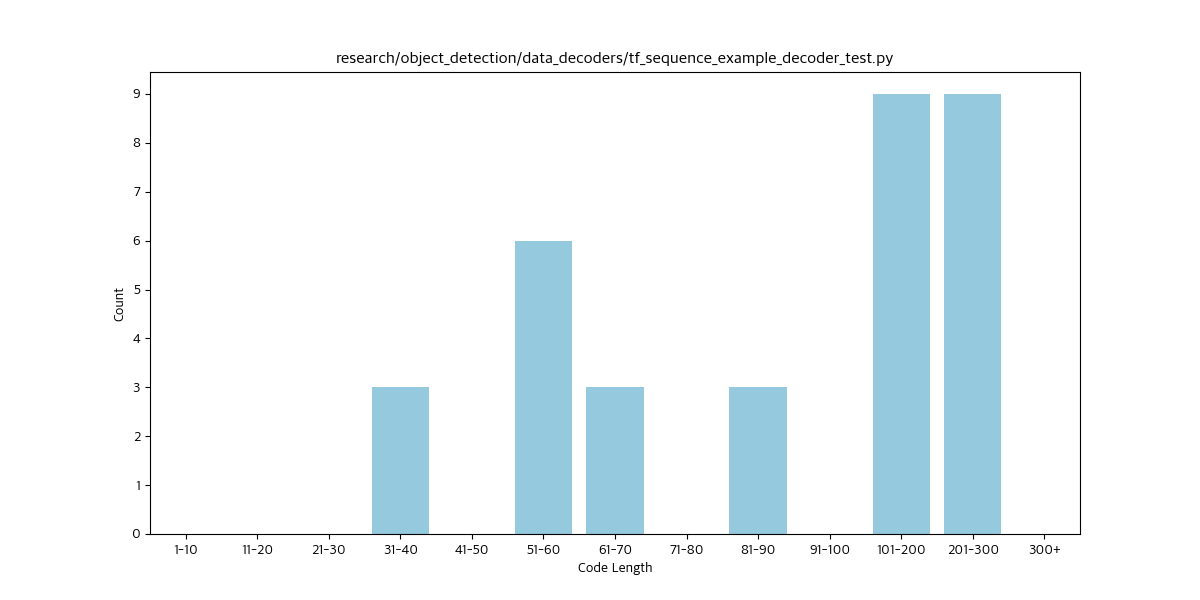 research/object_detection/data_decoders/tf_sequence_example_decoder_test.py
9
8
7
6
5
4
3
2
1
0
Count
1-10 11-20 21-30 31-40 41-50 51-60 61-70 71-80 81-90 91-100 101-200 201-300 300+
Code Length